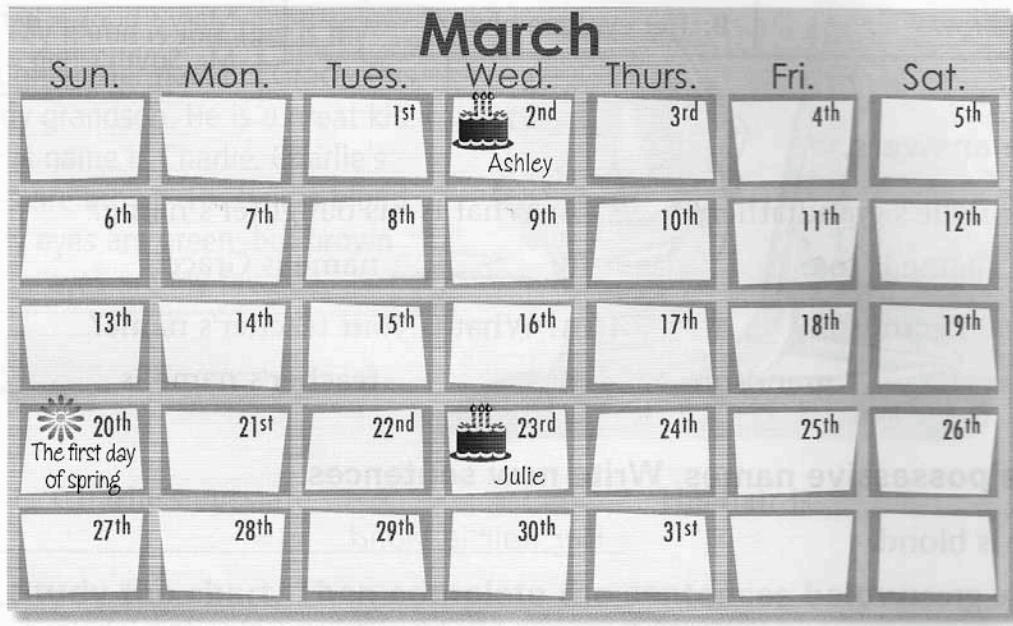 March
Sun. Mon. Tues. Wed. Thurs. Fri. Sat.
1st 2nd 3rd 4th 5th
Ashley
6th 7th 8th 9th 10th 11th 12th
13th 14th 15th 16th 17th 18th 19th
20th 21st 22nd 23rd 24th 25th 26th
The first day
of spring
Julie
27th 28th 29th 30th 31st